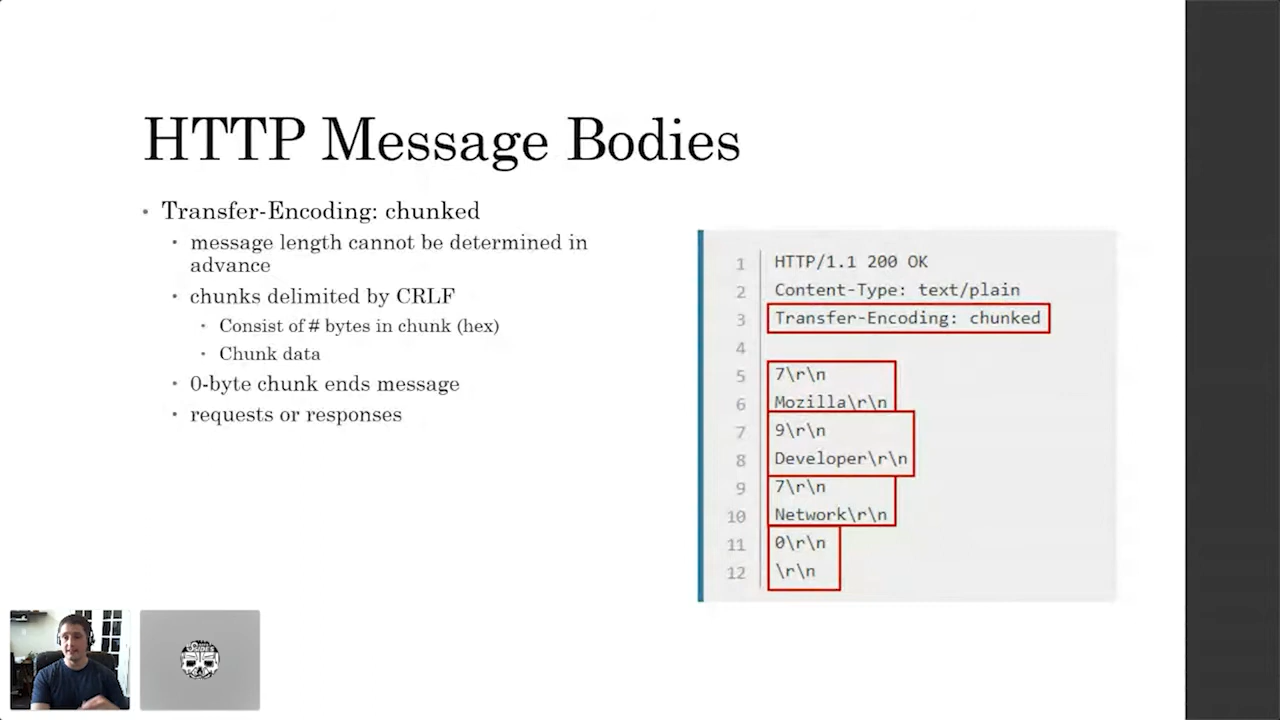 HTTP Message Bodies
• Transfer-Encoding: chunked
• message length cannot be determined in
advance
• chunks delimited by CRLF
• Consist of # bytes in chunk (hex)
• Chunk data
• 0-byte chunk ends message
• requests or responses
1 HTTP/1.1 200 OK
2 Content-Type: text/plain
3 Transfer-Encoding: chunked
4
5 7\r\n
6 Mozilla\r\n
7 9\r\n
8 Developer\r\n
9 7\r\n
10 Network\r\n
11 0\r\n
12 \r\n